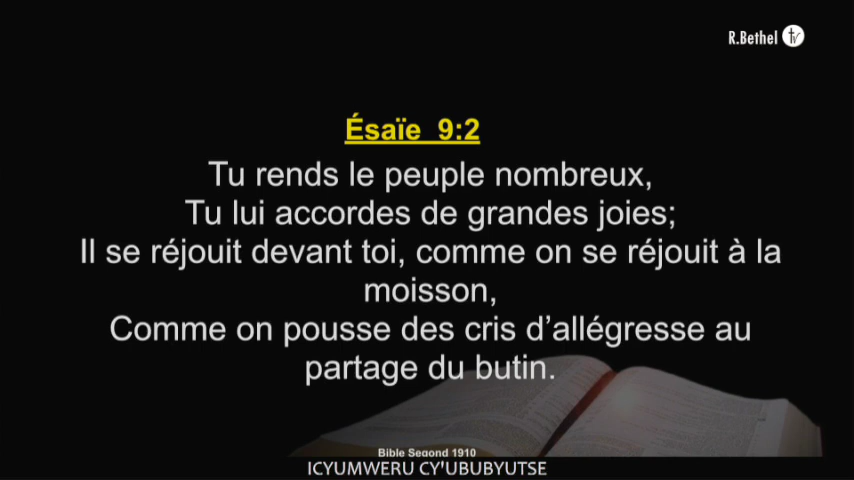 R.Bethel tv
Ésaïe 9:2
Tu rends le peuple nombreux,
Tu lui accordes de grandes joies;
Il se réjouit devant toi, comme on se réjouit à la
moisson,
Comme on pousse des cris d’allégresse au
partage du butin.
Bible Segond 1910
ICYUMWERU CY'UBUBYUTSE